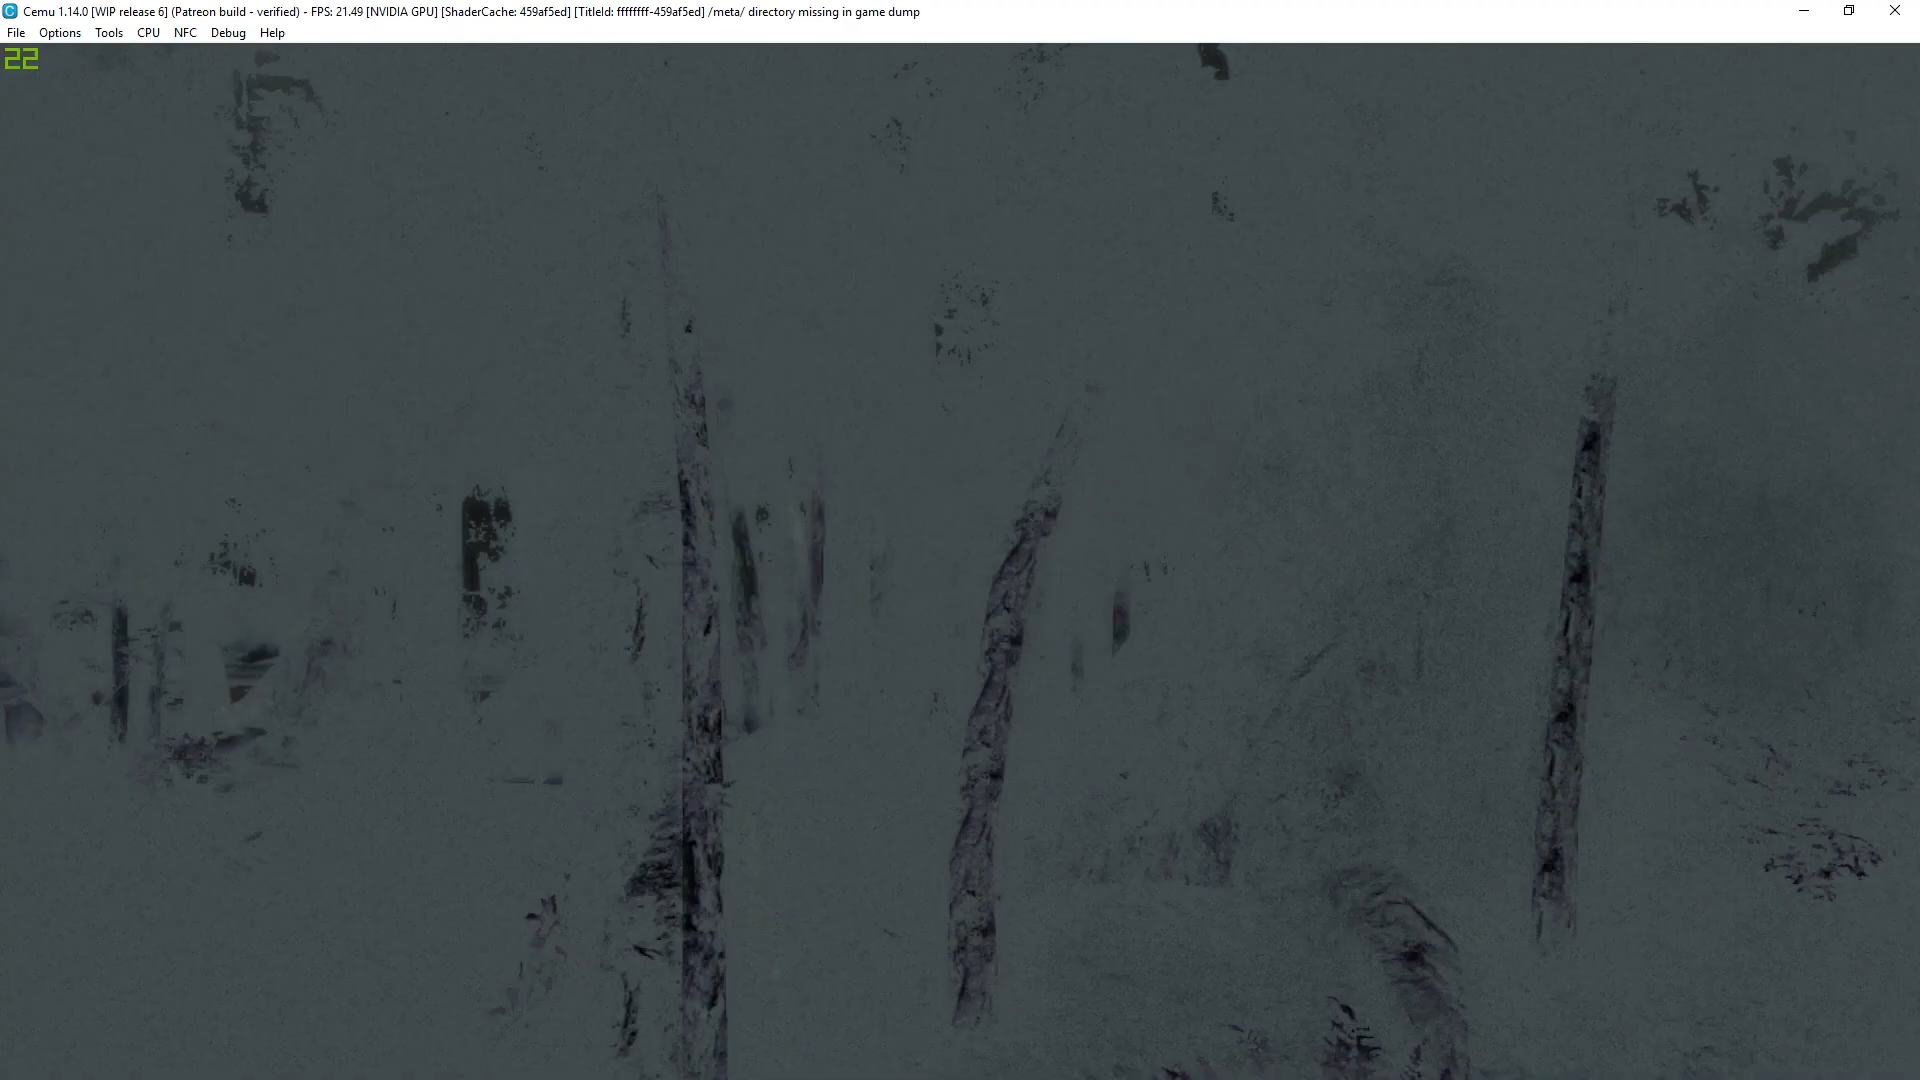 Cemu 1.14.0 [WIP release 6] (Patreon build - verified) - FPS: 21.49 [NVIDIA GPU] [ShaderCache: 459af5ed] [TitleId: ffffffff-459af5ed] /meta/ directory missing in game dump
File Options Tools CPU NFC Debug Help
22